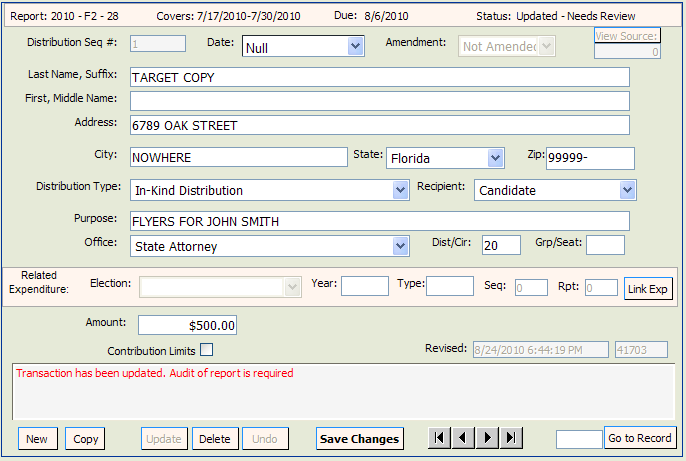 Report: 2010 - F2 - 28 Covers: 7/17/2010-7/30/2010 Due: 8/6/2010 Status: Updated - Needs Review
Distribution Seq #: 1 Date: Null Amendment: Not Amended View Source:
0
Last Name, Suffix: TARGET COPY
First, Middle Name:
Address: 6789 OAK STREET
City: NOWHERE State: Florida Zip: 99999-
Distribution Type: In-Kind Distribution Recipient: Candidate
Purpose: FLYERS FOR JOHN SMITH
Office: State Attorney Dist/Cir: 20 Grp/Seat:
Related Expenditure: Election: Year: Type: Seq: 0 Rpt: 0 Link Exp
Amount: $500.00
Contribution Limits Revised: 8/24/2010 6:44:19 PM 41703
Transaction has been updated. Audit of report is required
New Copy Update Delete Undo Save Changes Go to Record